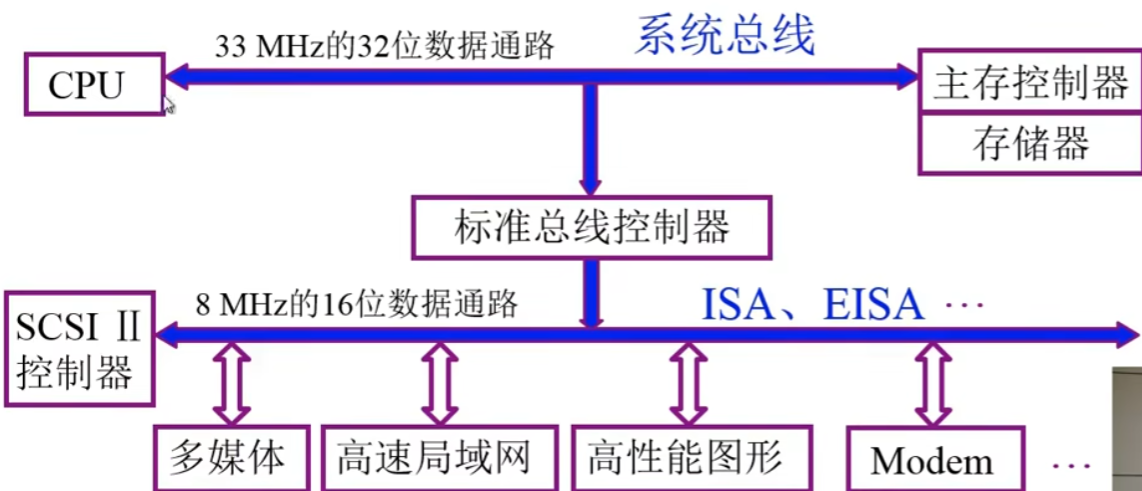 33 MHz的32位数据通路
系统总线
CPU
主存控制器
存储器
标准总线控制器
SCSI Ⅱ
控制器
8 MHz的16位数据通路
ISA、EISA …
多媒体
高速局域网
高性能图形
Modem
…